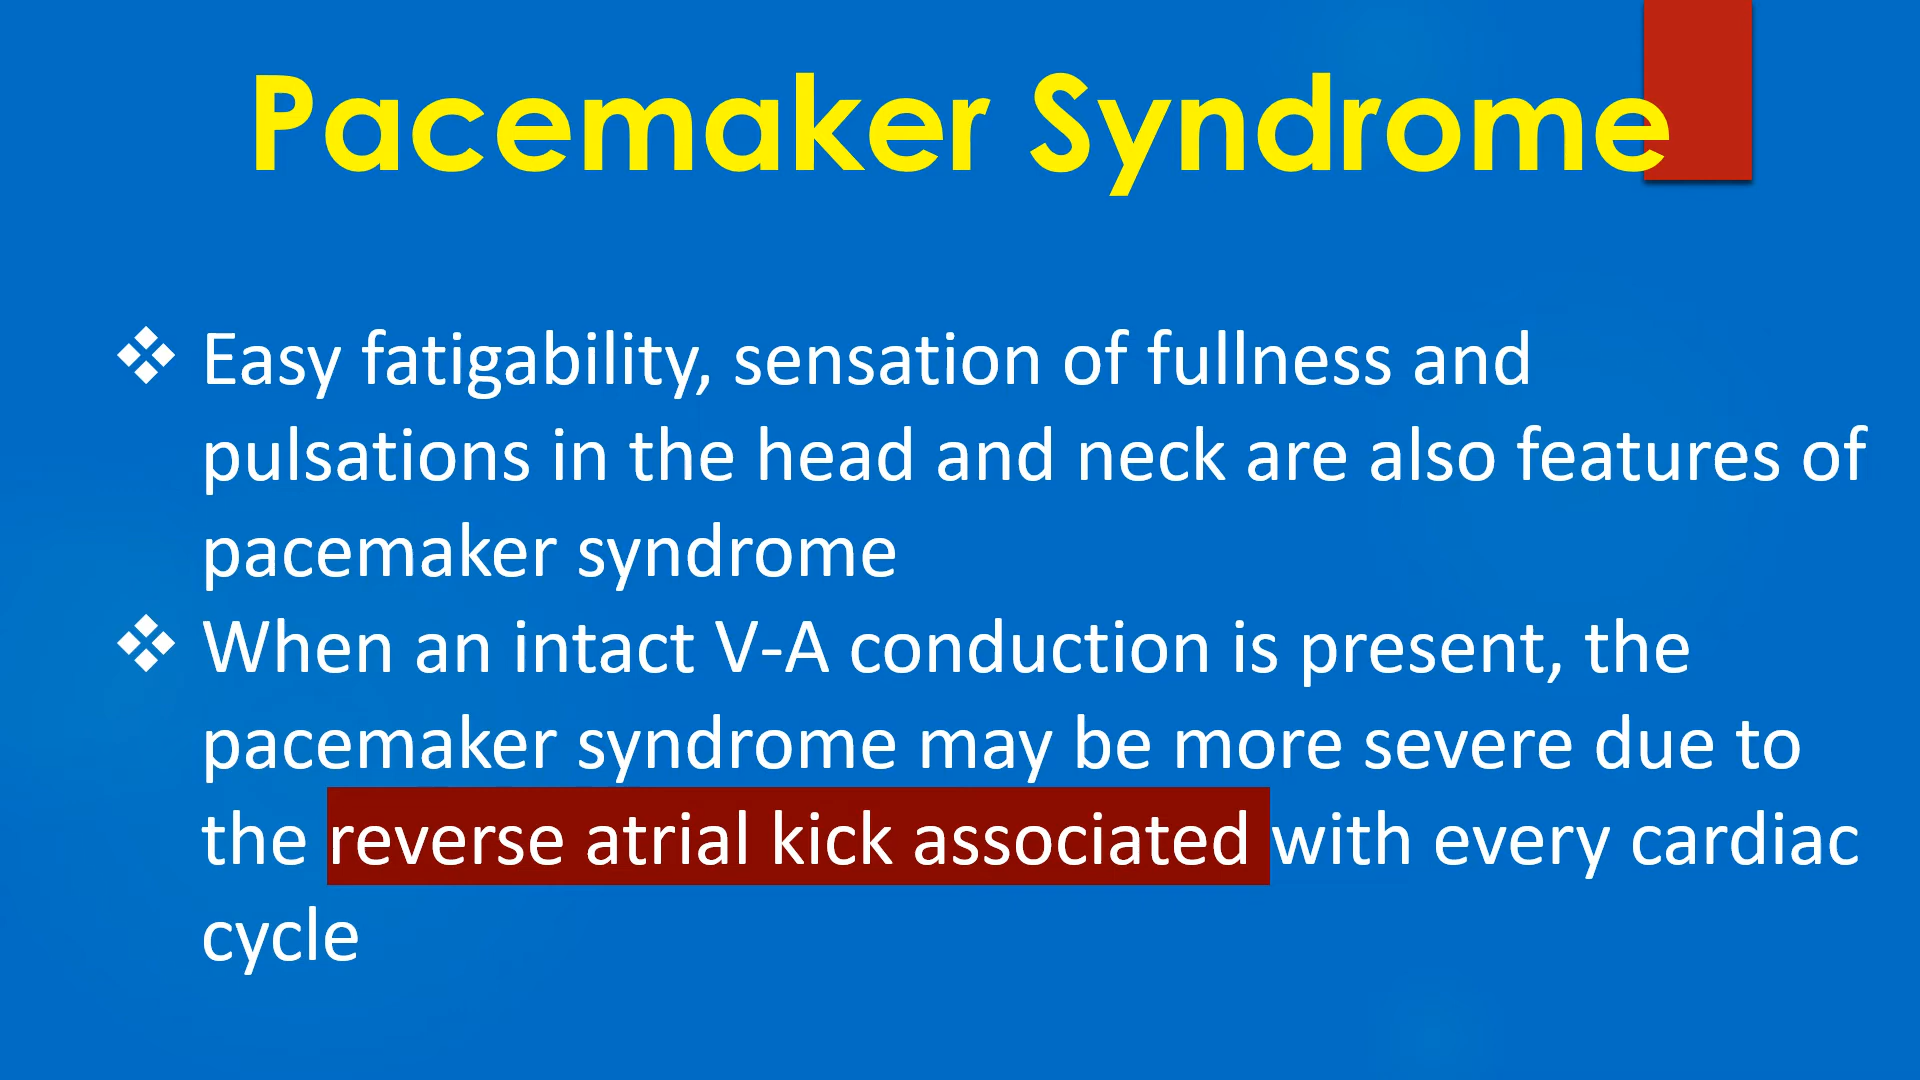 Pacemaker Syndrome
❖ Easy fatigability, sensation of fullness and
pulsations in the head and neck are also features of
pacemaker syndrome
❖ When an intact V-A conduction is present, the
pacemaker syndrome may be more severe due to
the reverse atrial kick associated with every cardiac
cycle